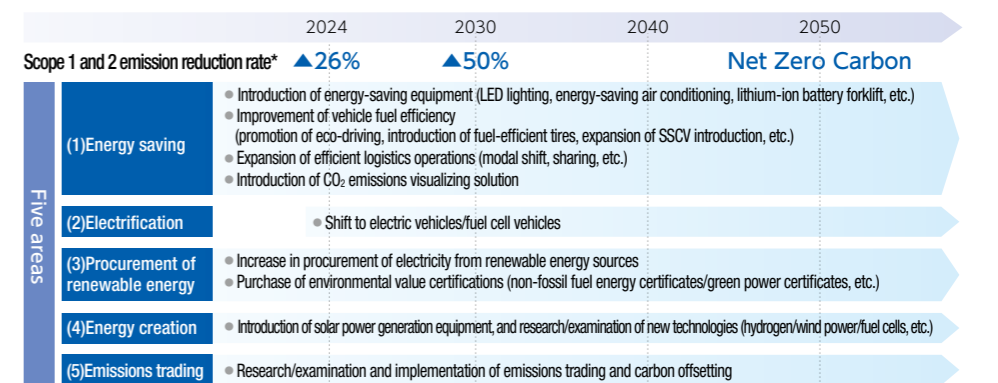 2024 2030 2040 2050
Scope 1 and 2 emission reduction rate* ▲26% ▲50% Net Zero Carbon
Five areas
(1)Energy saving
● Introduction of energy-saving equipment (LED lighting, energy-saving air conditioning, lithium-ion battery forklift, etc.)
● Improvement of vehicle fuel efficiency
(promotion of eco-driving, introduction of fuel-efficient tires, expansion of SSCV introduction, etc.)
● Expansion of efficient logistics operations (modal shift, sharing, etc.)
● Introduction of CO₂ emissions visualizing solution
(2)Electrification
● Shift to electric vehicles/fuel cell vehicles
(3)Procurement of
renewable energy
● Increase in procurement of electricity from renewable energy sources
● Purchase of environmental value certifications (non-fossil fuel energy certificates/green power certificates, etc.)
(4)Energy creation
● Introduction of solar power generation equipment, and research/examination of new technologies (hydrogen/wind power/fuel cells, etc.)
(5)Emissions trading
● Research/examination and implementation of emissions trading and carbon offsetting